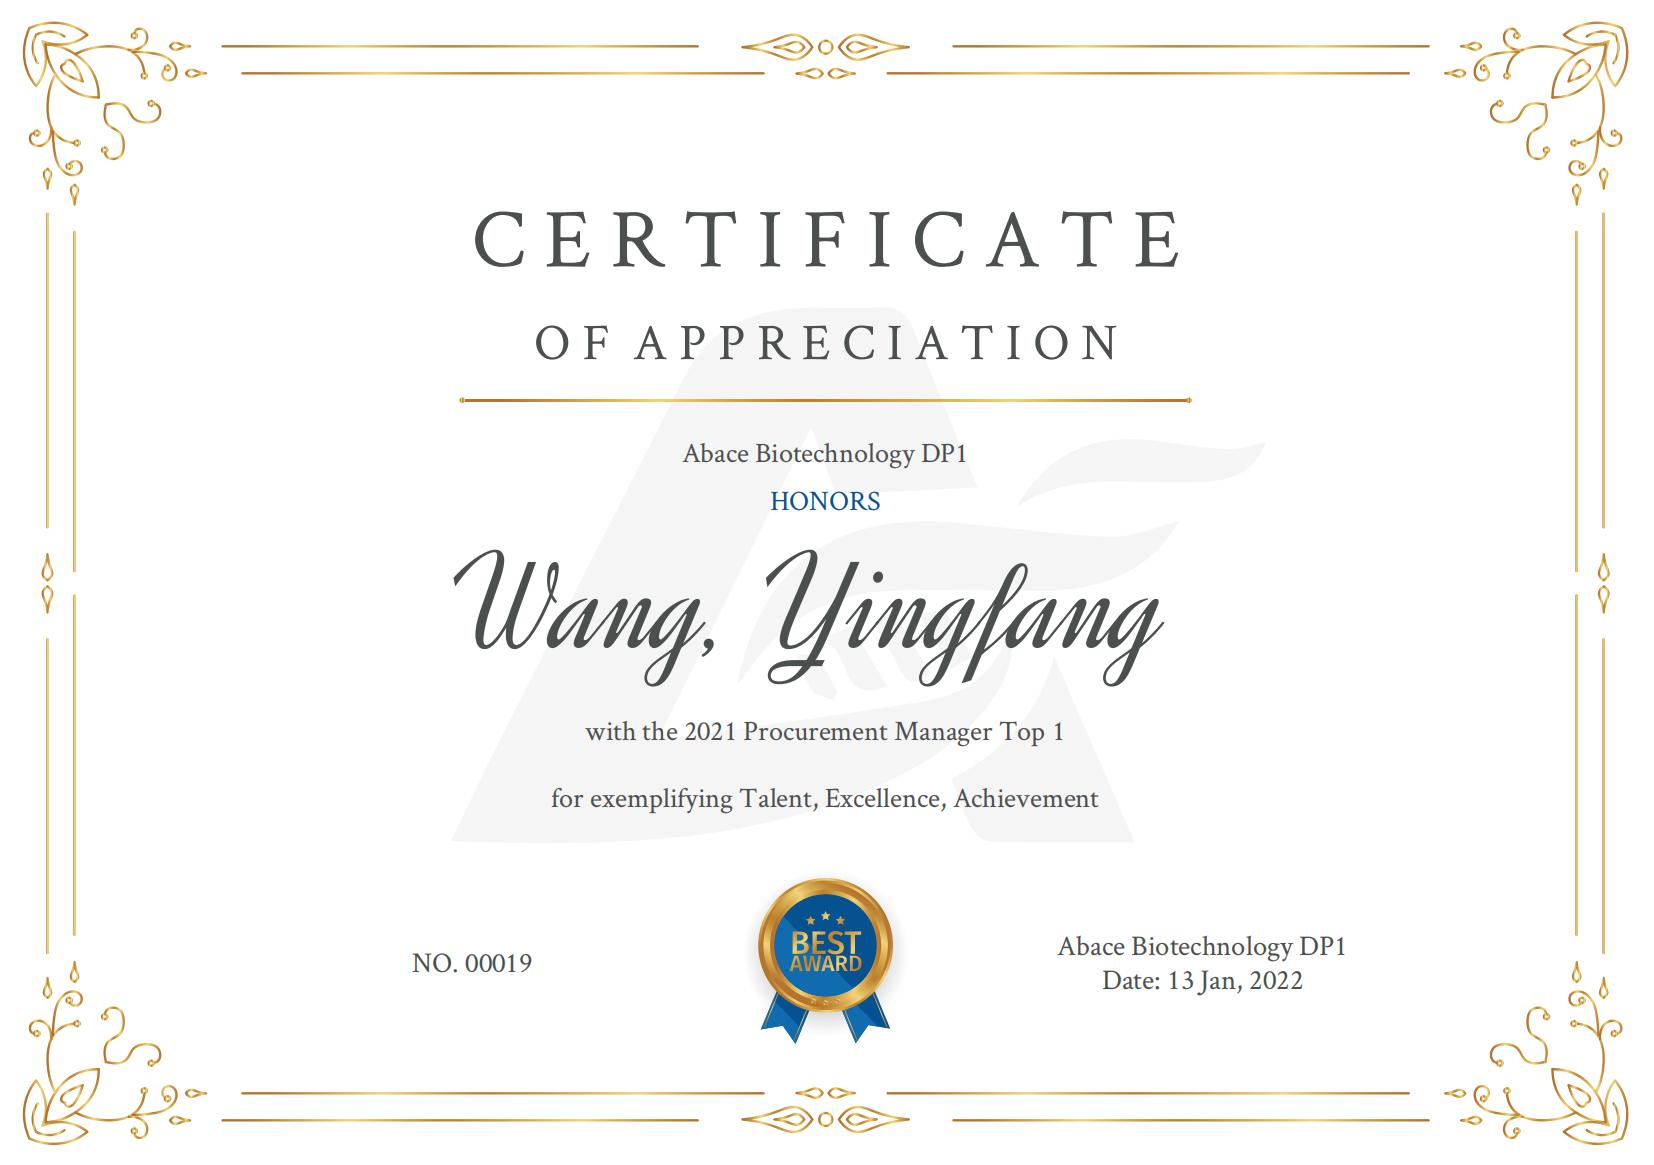 CERTIFICATE
OF APPRECIATION
Abace Biotechnology DP1
HONORS
Wang, Yingfang
with the 2021 Procurement Manager Top 1
for exemplifying Talent, Excellence, Achievement
BEST
AWARD
NO. 00019
Abace Biotechnology DP1
Date: 13 Jan, 2022